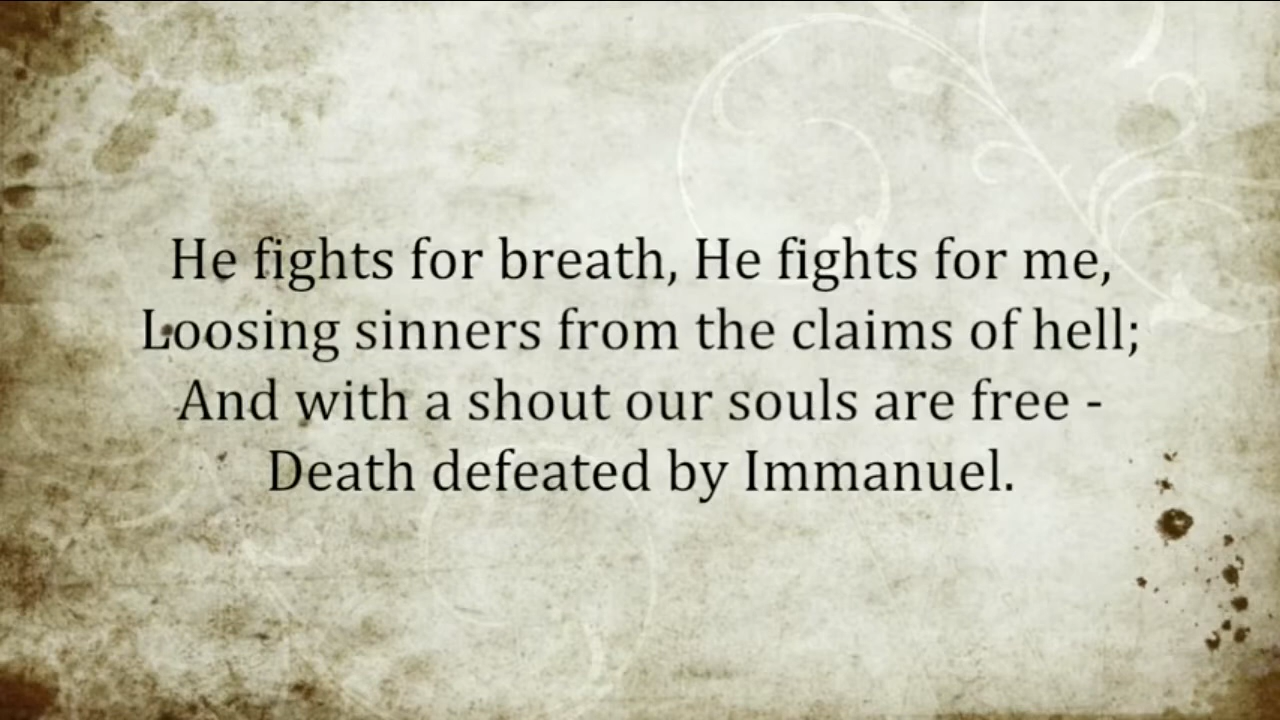 He fights for breath, He fights for me,
Loosing sinners from the claims of hell;
And with a shout our souls are free -
Death defeated by Immanuel.